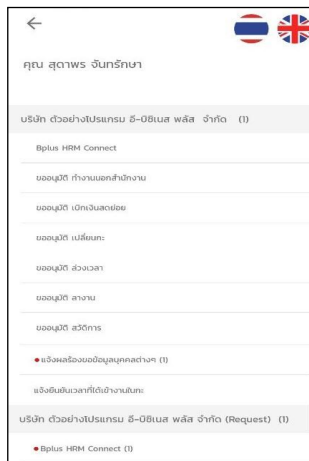 คุณ สุดาพร จันทรักษา
บริษัท ตัวอย่างโปรแกรม อี-บิซิเนส พลัส จำกัด (1)
Bplus HRM Connect
ขออนุมัติ ทำงานนอกสำนักงาน
ขออนุมัติ เบิกเงินสดย่อย
ขออนุมัติ เปลี่ยนกะ
ขออนุมัติ ล่วงเวลา
ขออนุมัติ ลางาน
ขออนุมัติ สวัสดิการ
แจ้งผลร้องขอข้อมูลบุคคลต่างๆ (1)
แจ้งยืนยันเวลาที่ได้เข้างานในกะ
บริษัท ตัวอย่างโปรแกรม อี-บิซิเนส พลัส จำกัด (Request) (1)
Bplus HRM Connect (1)